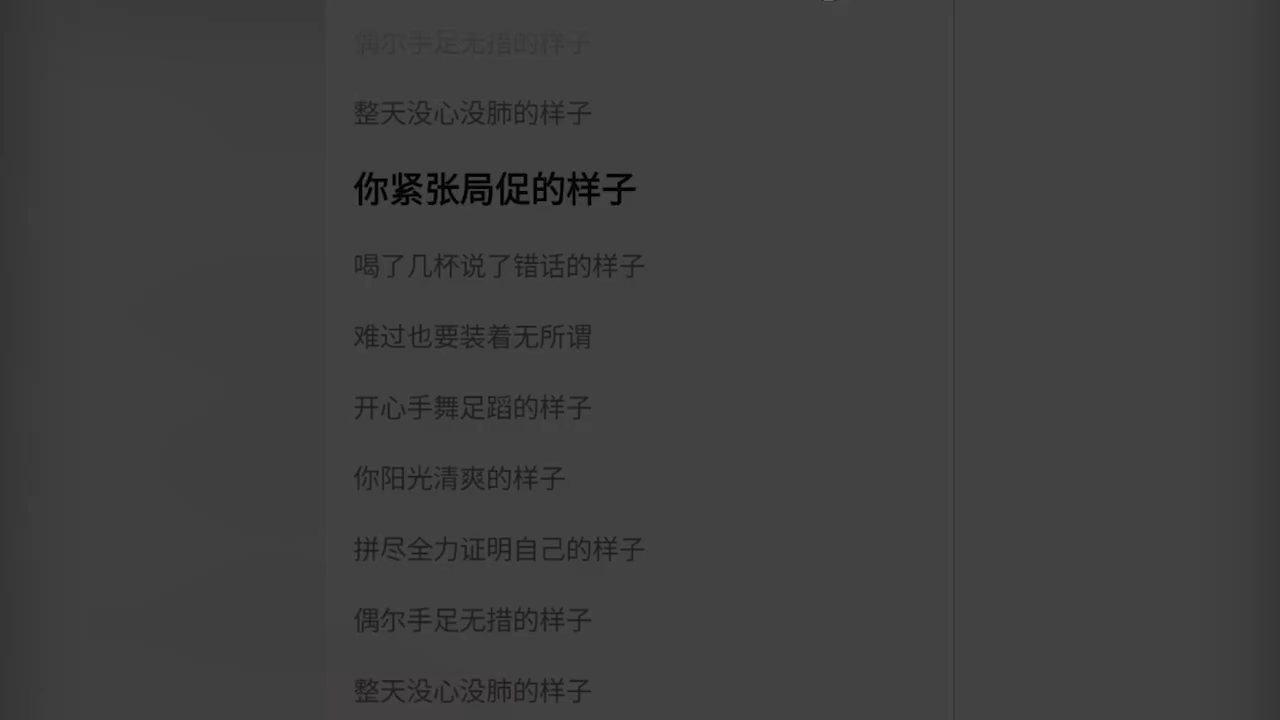 偶尔手足无措的样子
整天没心没肺的样子
你紧张局促的样子
喝了几杯说了错话的样子
难过也要装着无所谓
开心手舞足蹈的样子
你阳光清爽的样子
拼尽全力证明自己的样子
偶尔手足无措的样子
整天没心没肺的样子